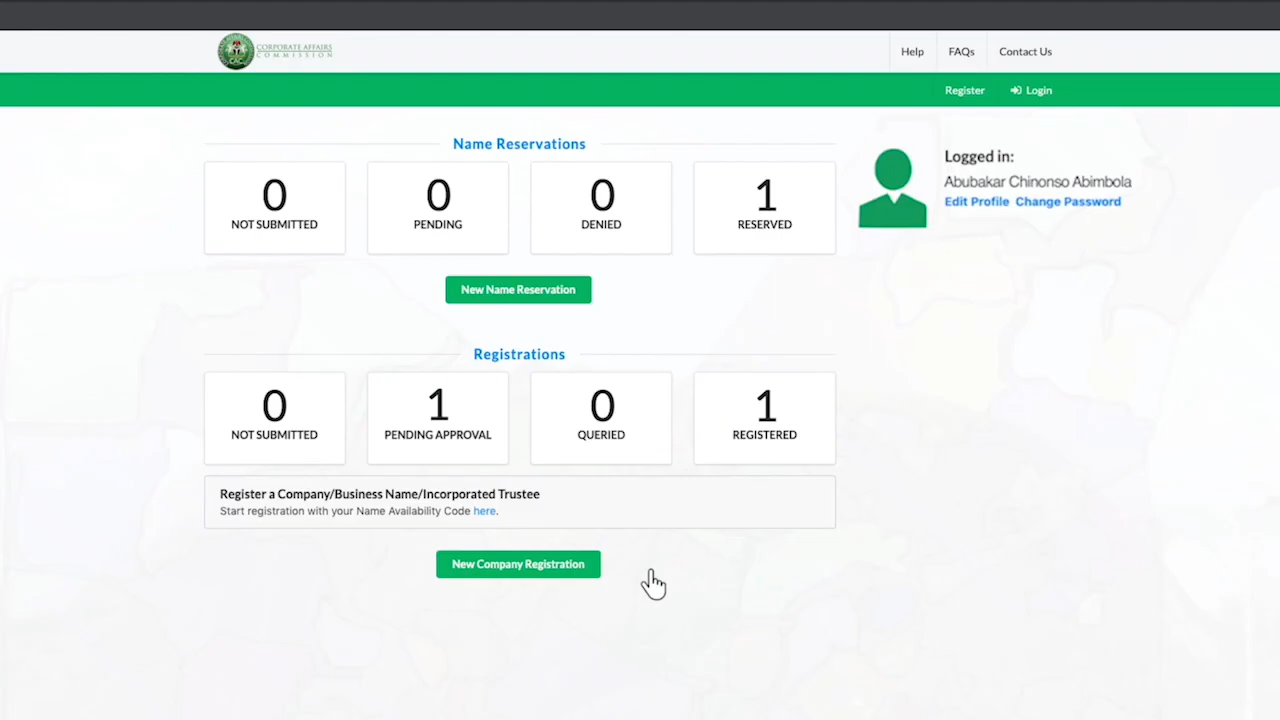 CORPORATE AFFAIRS
COMMISSION
CAC
Help FAQs Contact Us
Register Login
Name Reservations
0 0 0 1
NOT SUBMITTED PENDING DENIED RESERVED
New Name Reservation
Logged in:
Abubakar Chinonso Abimbola
Edit Profile Change Password
Registrations
0 1 0 1
NOT SUBMITTED PENDING APPROVAL QUERIED REGISTERED
Register a Company/Business Name/Incorporated Trustee
Start registration with your Name Availability Code here.
New Company Registration